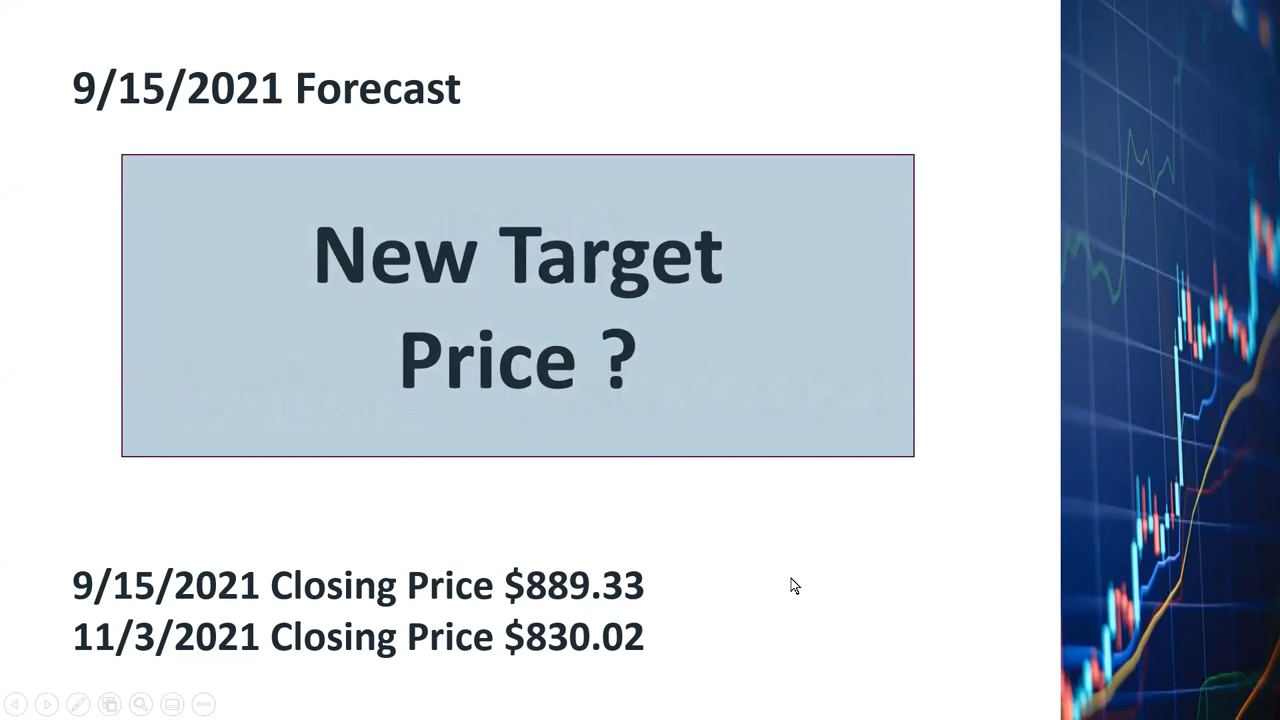 9/15/2021 Forecast
New Target
Price ?
9/15/2021 Closing Price $889.33
11/3/2021 Closing Price $830.02